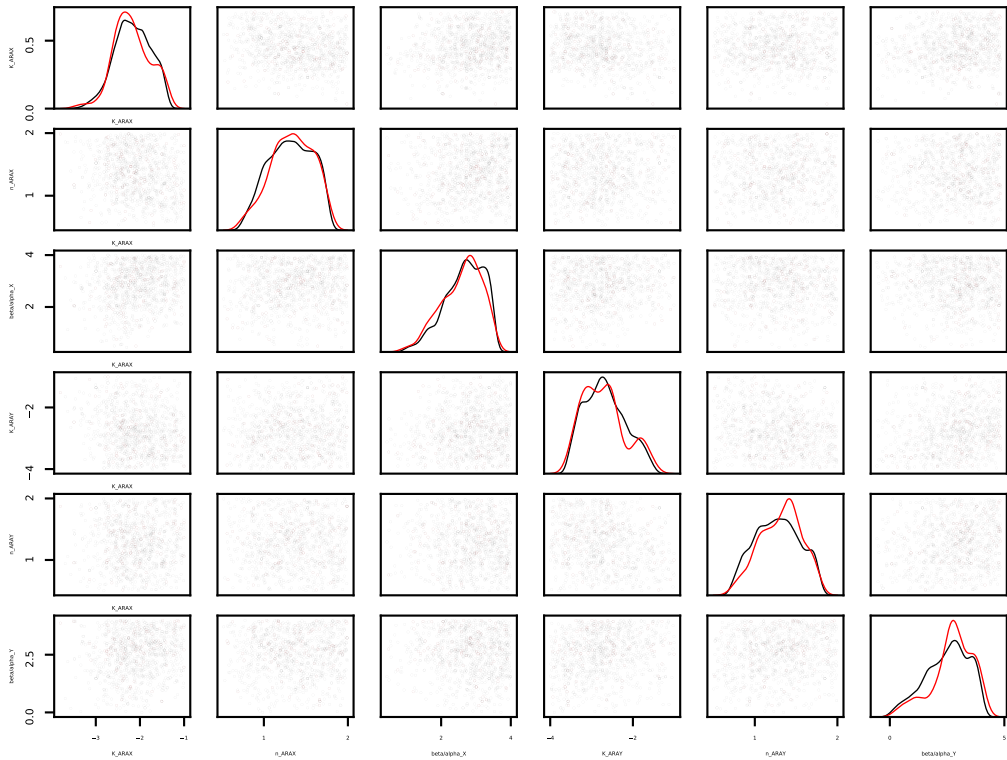 K_ARAX
0.5
0.0
K_ARAX
n_ARAX
2
1
K_ARAX
beta/alpha_X
4
2
K_ARAX
K_ARAY
−2
−4
K_ARAX
n_ARAY
2
1
K_ARAX
beta/alpha_Y
2.5
0.0
−3 −2 −1 1 2 2 4 −4 −2 1 2 0 5
K_ARAX n_ARAX beta/alpha_X K_ARAY n_ARAY beta/alpha_Y